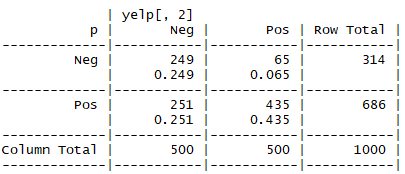 | yelp[, 2]
p | Neg | Pos | Row Total |
-------------|-----------|-----------|-----------|
Neg | 249 | 65 | 314 |
| 0.249 | 0.065 | |
-------------|-----------|-----------|-----------|
Pos | 251 | 435 | 686 |
| 0.251 | 0.435 | |
-------------|-----------|-----------|-----------|
Column Total | 500 | 500 | 1000 |
-------------|-----------|-----------|-----------|